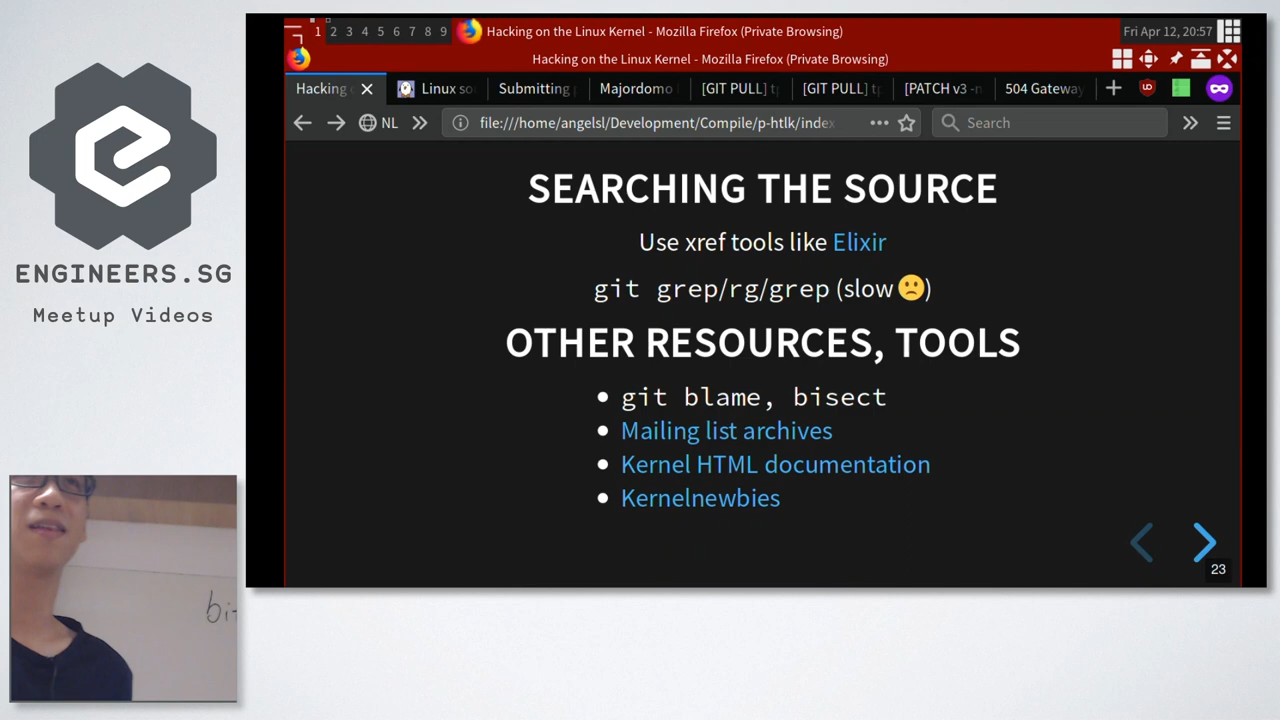 1 2 3 4 5 6 7 8 9 Hacking on the Linux Kernel - Mozilla Firefox (Private Browsing) Fri Apr 12, 20:57
Hacking on the Linux Kernel - Mozilla Firefox (Private Browsing)
Hacking Linux so Submitting Majordomo [GIT PULL] [GIT PULL] [PATCH v3 504 Gateway
NL file:///home/angelsl/Development/Compile/p-htlk/index Search
SEARCHING THE SOURCE
Use xref tools like Elixir
git grep/rg/grep (slow 🙁)
OTHER RESOURCES, TOOLS
• git blame, bisect
• Mailing list archives
• Kernel HTML documentation
• Kernelnewbies
23
ENGINEERS.SG
Meetup Videos